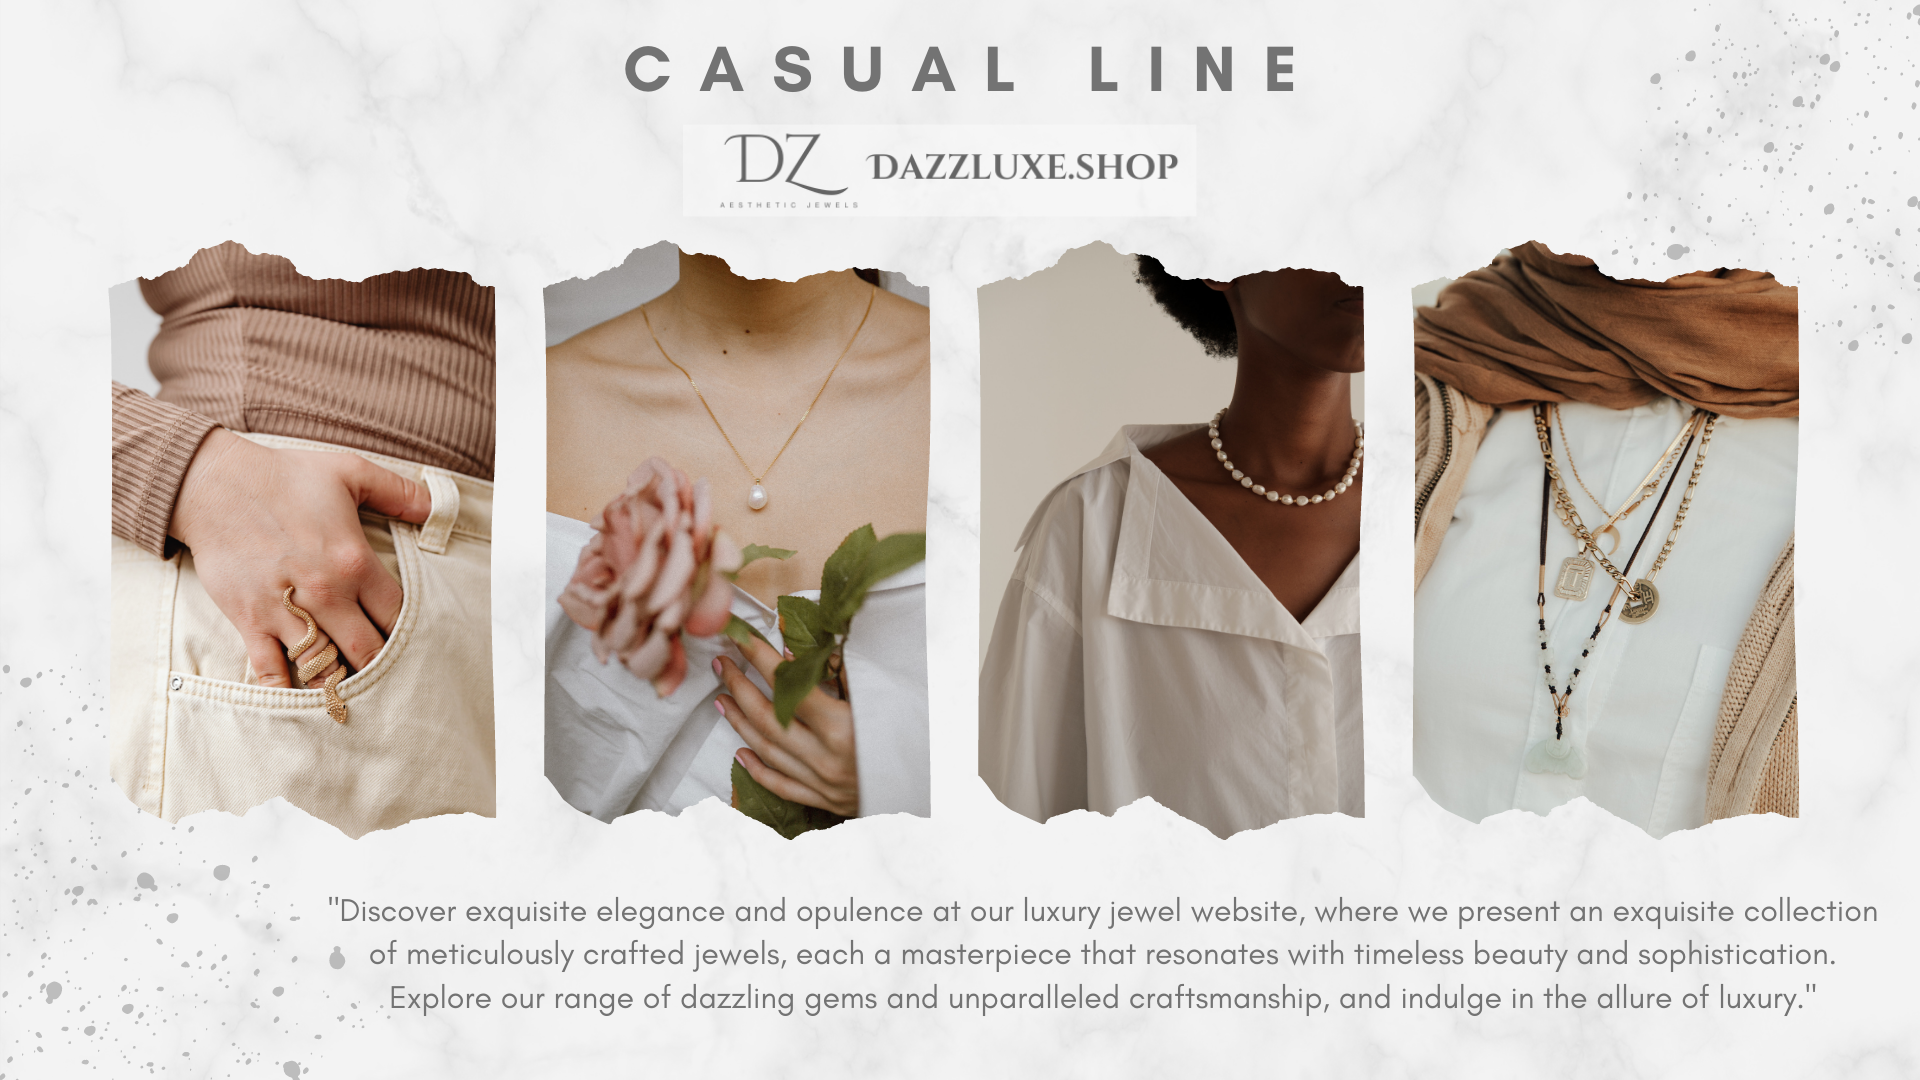 CASUAL LINE
DZ DAZZLUXE.SHOP
AESTHETIC JEWELS
"Discover exquisite elegance and opulence at our luxury jewel website, where we present an exquisite collection
of meticulously crafted jewels, each a masterpiece that resonates with timeless beauty and sophistication.
Explore our range of dazzling gems and unparalleled craftsmanship, and indulge in the allure of luxury."